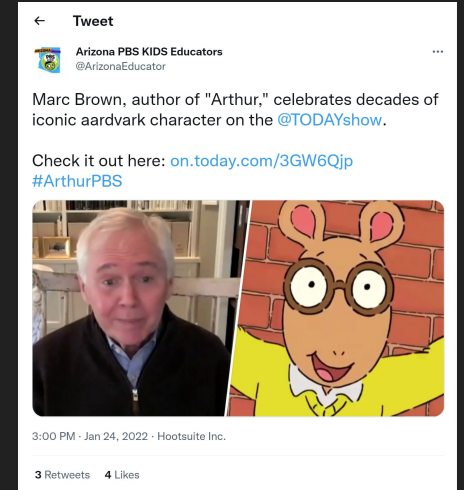 Tweet
Arizona PBS KIDS Educators
@ArizonaEducator
Marc Brown, author of "Arthur," celebrates decades of
iconic aardvark character on the @TODAYshow.
Check it out here: on.today.com/3GW6Qjp
#ArthurPBS
3:00 PM · Jan 24, 2022 · Hootsuite Inc.
3 Retweets 4 Likes